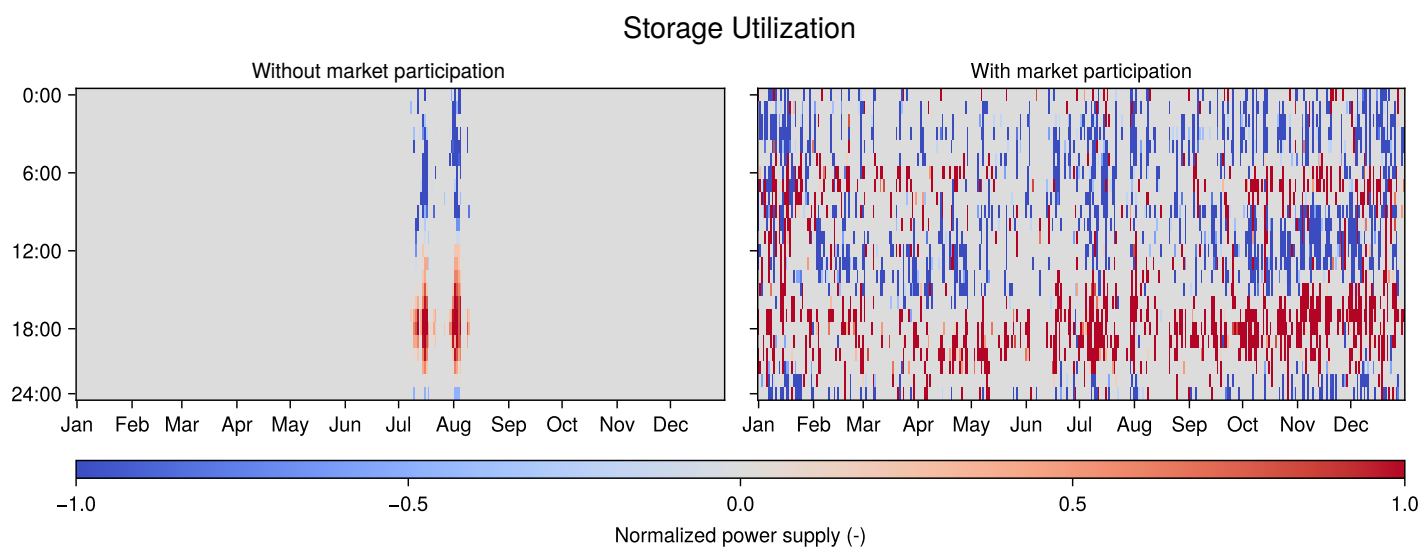 Storage Utilization
Without market participation
With market participation
0:00
6:00
12:00
18:00
24:00
Jan Feb Mar Apr May Jun Jul Aug Sep Oct Nov Dec
Jan Feb Mar Apr May Jun Jul Aug Sep Oct Nov Dec
−1.0 −0.5 0.0 0.5 1.0
Normalized power supply (-)